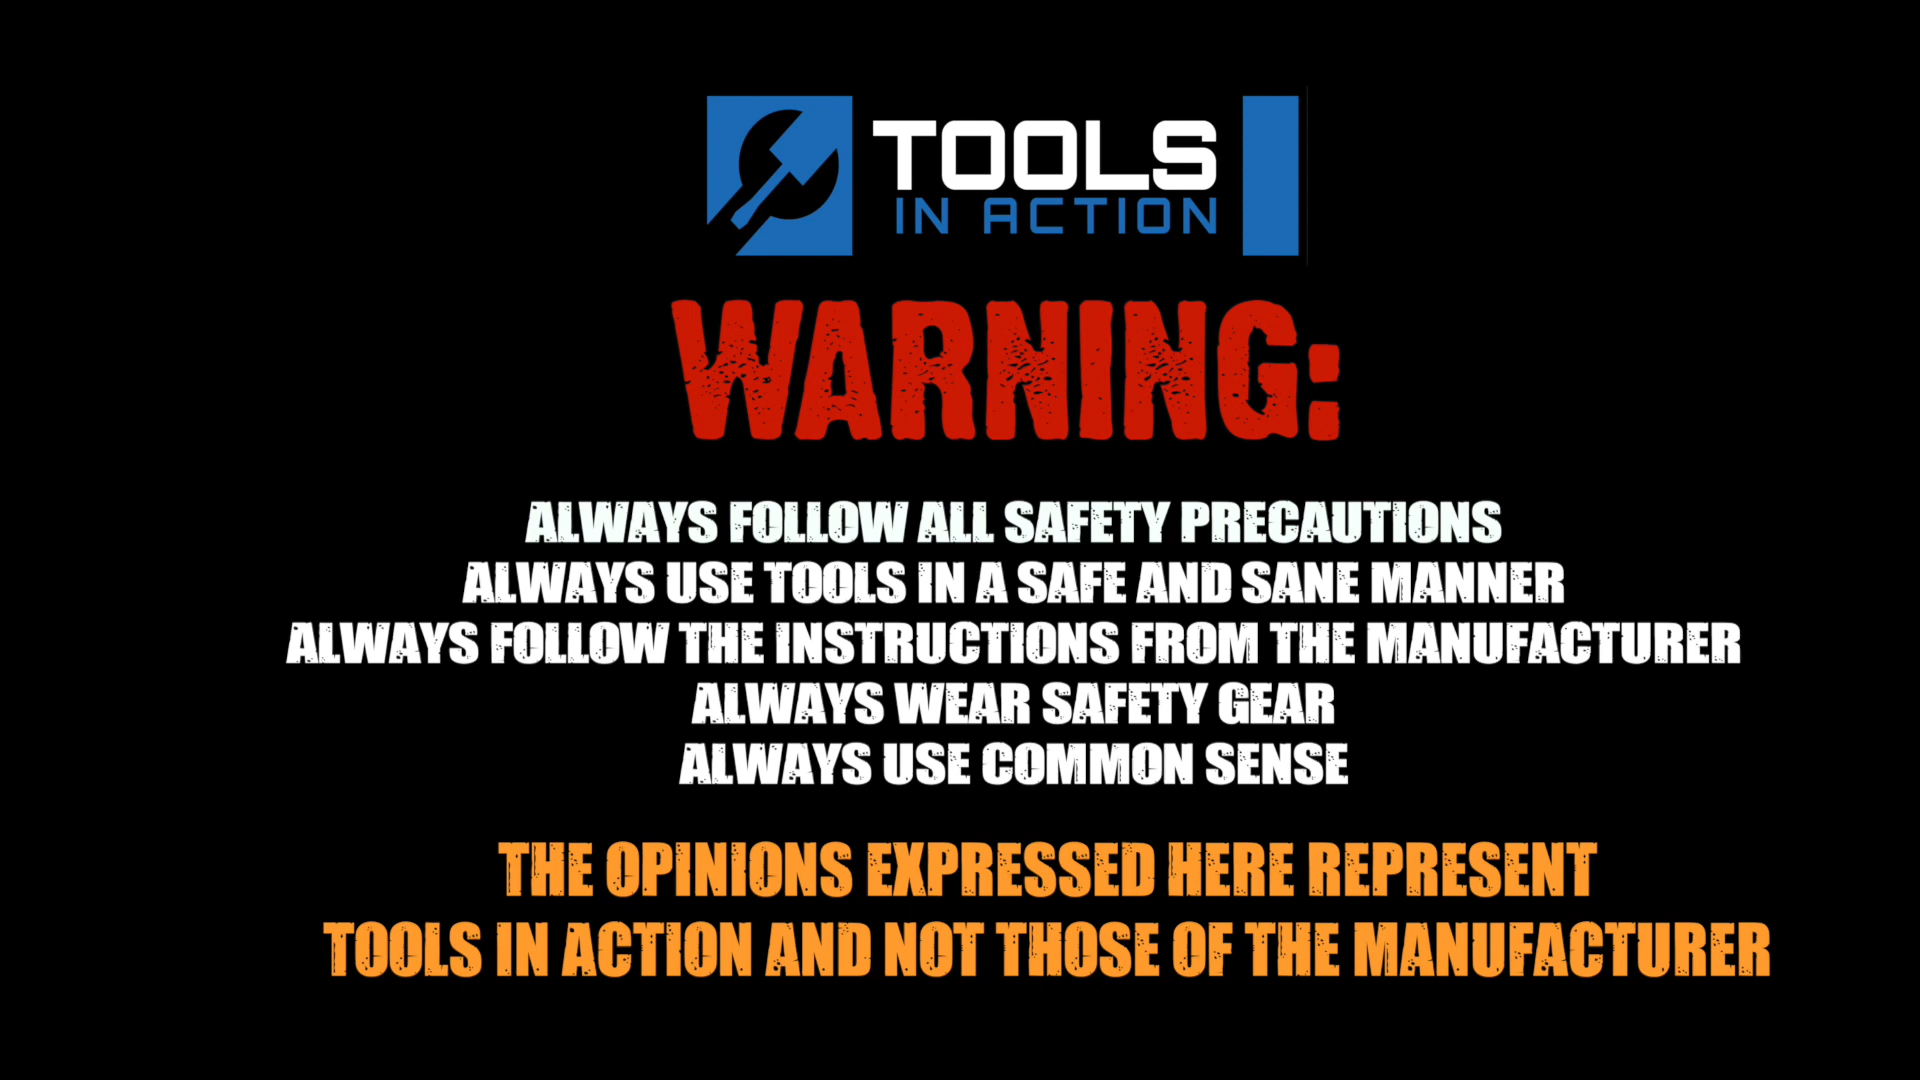 TOOLS
IN ACTION
WARNING:
ALWAYS FOLLOW ALL SAFETY PRECAUTIONS
ALWAYS USE TOOLS IN A SAFE AND SANE MANNER
ALWAYS FOLLOW THE INSTRUCTIONS FROM THE MANUFACTURER
ALWAYS WEAR SAFETY GEAR
ALWAYS USE COMMON SENSE
THE OPINIONS EXPRESSED HERE REPRESENT
TOOLS IN ACTION AND NOT THOSE OF THE MANUFACTURER